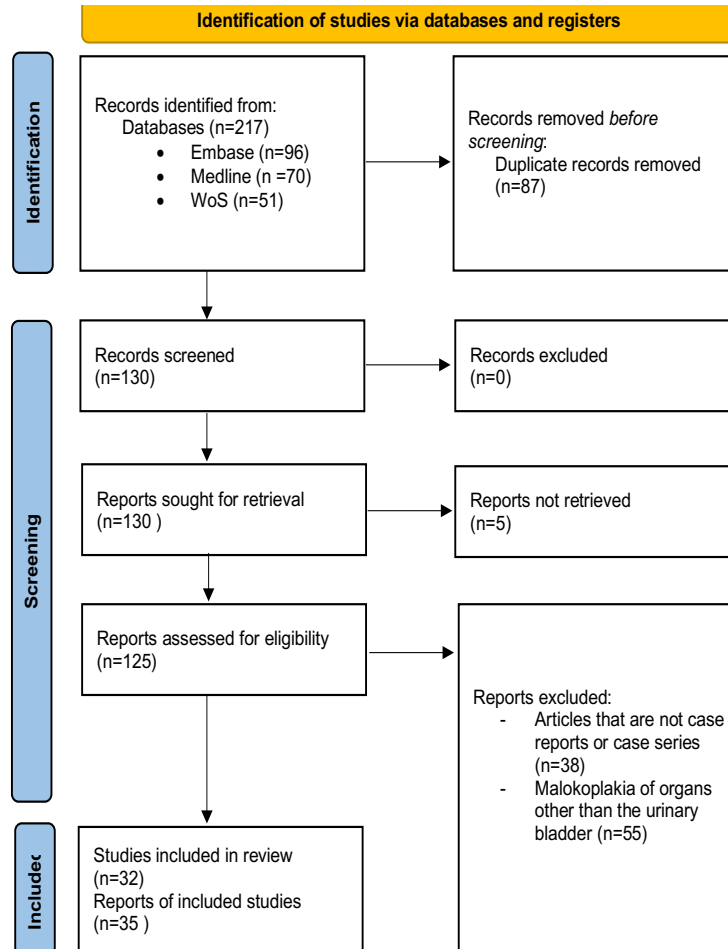 Identification of studies via databases and registers
Identification
Records identified from:
Databases (n=217)
• Embase (n=96)
• Medline (n =70)
• WoS (n=51)
Records removed before
screening:
Duplicate records removed
(n=87)
Screening
Records screened
(n=130)
Records excluded
(n=0)
Reports sought for retrieval
(n=130 )
Reports not retrieved
(n=5)
Reports assessed for eligibility
(n=125)
Reports excluded:
- Articles that are not case
reports or case series
(n=38)
- Malokoplakia of organs
other than the urinary
bladder (n=55)
Included
Studies included in review
(n=32)
Reports of included studies
(n=35 )